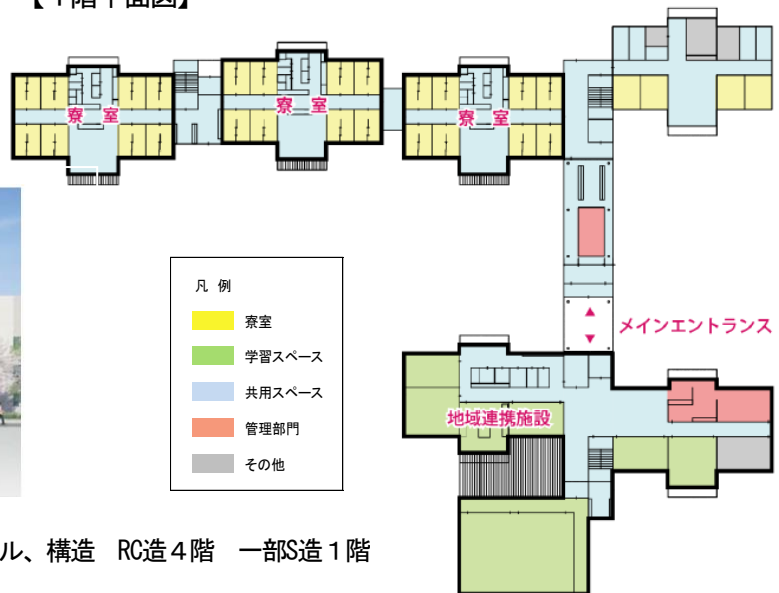 【１階平面図】
寮 室
寮 室
寮 室
凡 例
寮室
学習スペース
共用スペース
管理部門
その他
メインエントランス
地域連携施設
ル、構造　RC造４階　一部S造１階